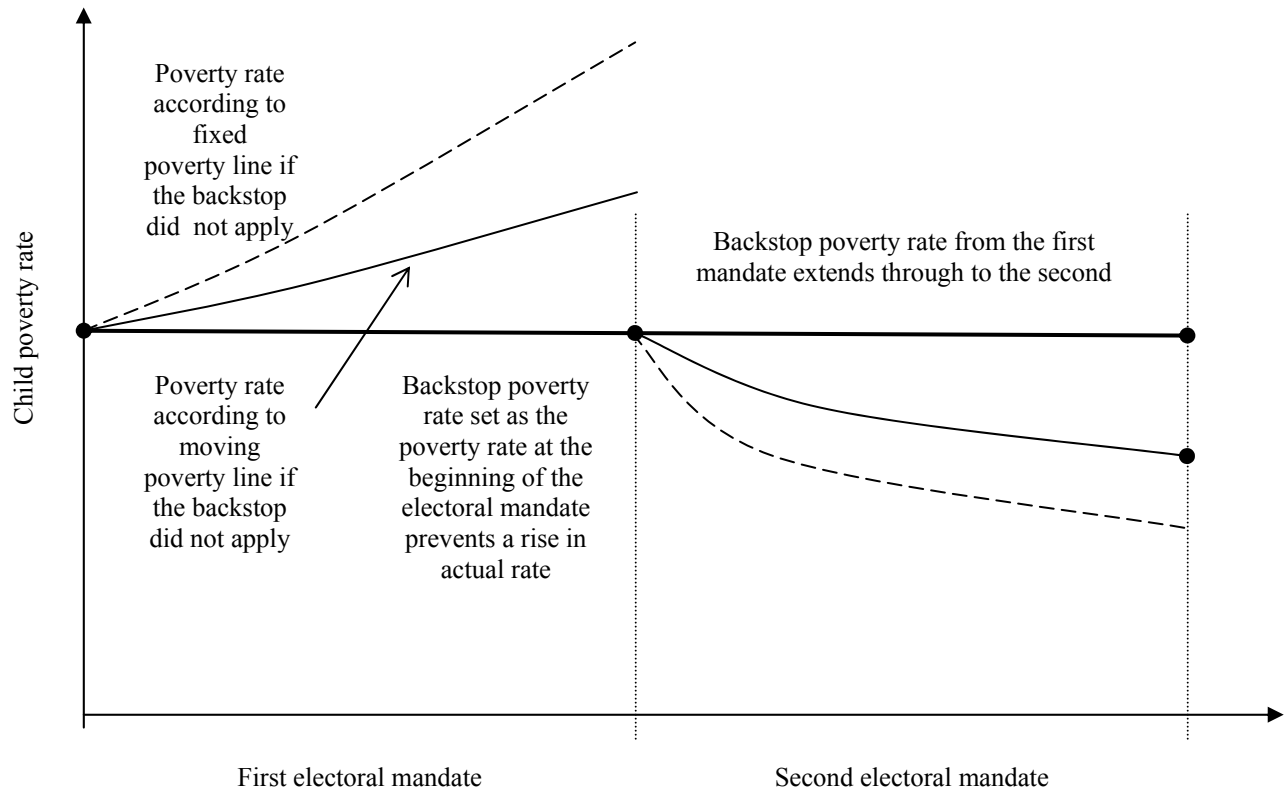 Poverty rate
according to
fixed
poverty line if
the backstop
did not apply
Backstop poverty rate from the first
mandate extends through to the second
Child poverty rate
Poverty rate
according to
moving
poverty line if
the backstop
did not apply
Backstop poverty
rate set as the
poverty rate at the
beginning of the
electoral mandate
prevents a rise in
actual rate
First electoral mandate
Second electoral mandate